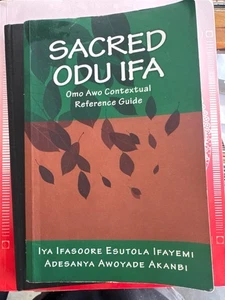 SACRED
ODU IFA
Omo Awo Contextual
Reference Guide
IYA IFASOORE ESUTOLA IFAYEMI
ADESANYA AWOYADE AKANBI